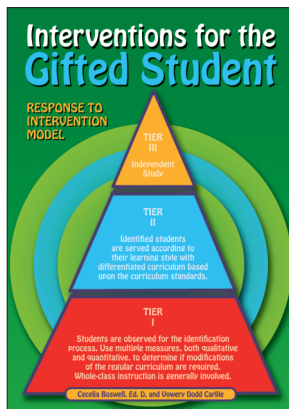 Interventions for the
Gifted Student
RESPONSE TO
INTERVENTION
MODEL
TIER
III
Independent
Study
TIER
II
Identified students
are served according to
their learning style with
differentiated curriculum based
upon the curriculum standards.
TIER
I
Students are observed for the identification
process. Use multiple measures, both qualitative
and quantitative, to determine if modifications
of the regular curriculum are required.
Whole-class instruction is generally involved.
Cecelia Boswell, Ed. D. and Vowery Dodd Carlile